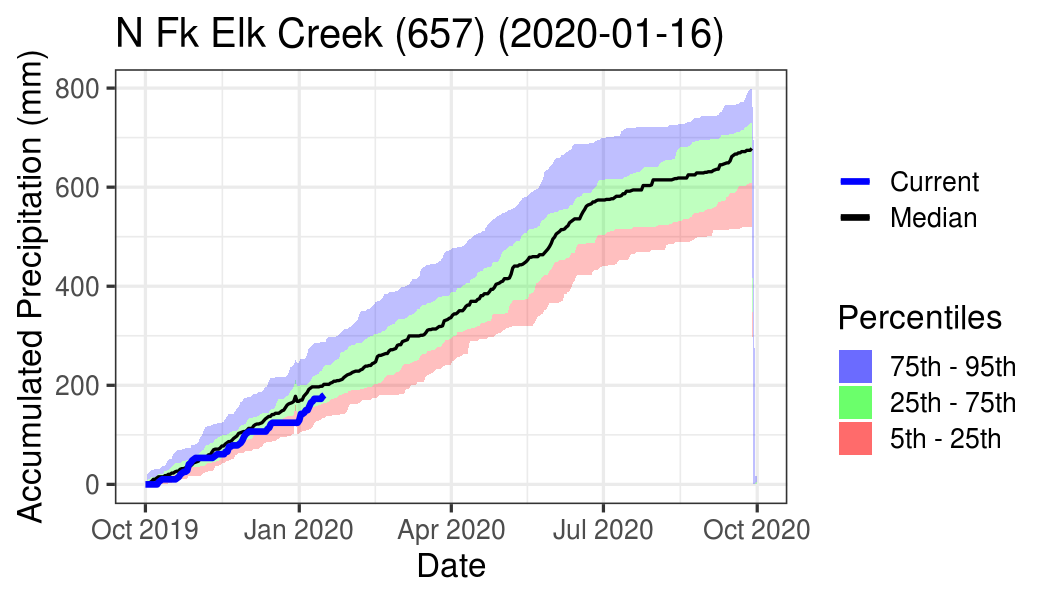 N Fk Elk Creek (657) (2020-01-16)
Accumulated Precipitation (mm)
800
600
400
200
0
Oct 2019
Jan 2020
Apr 2020
Jul 2020
Oct 2020
Date
Current
Median
Percentiles
75th - 95th
25th - 75th
5th - 25th